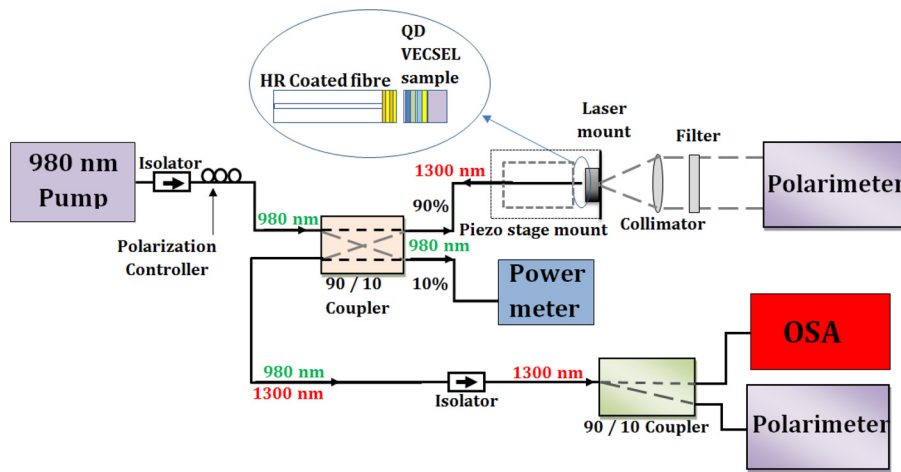 QD
VECSEL
sample
HR Coated fibre
980 nm
Pump
Isolator
Polarization
Controller
980 nm
1300 nm
90%
980 nm
10%
90 / 10
Coupler
Piezo stage mount
Laser
mount
Filter
Collimator
Polarimeter
Power
meter
OSA
980 nm
1300 nm
Isolator
1300 nm
90 / 10 Coupler
Polarimeter